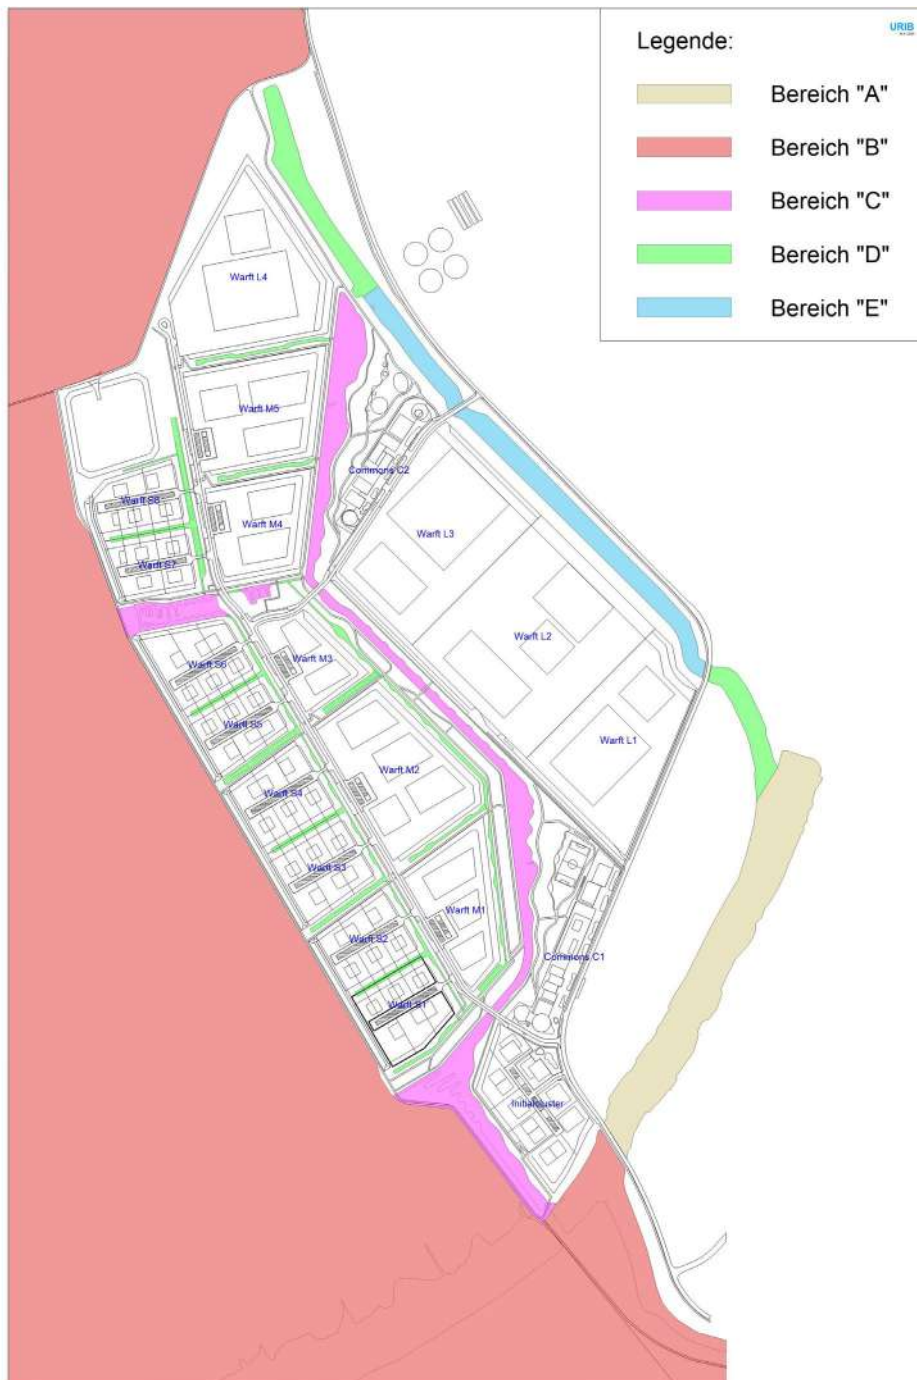 URIB
Legende:
Bereich "A"
Bereich "B"
Bereich "C"
Bereich "D"
Bereich "E"
Warft L4
Warft M5
Commons C2
Warft S8
Warft M4
Warft L3
Warft S7
Warft L2
Warft M3
Warft S6
Warft S5
Warft L1
Warft M2
Warft S4
Warft S3
Warft M1
Warft S2
Commons C1
Warft S1
Initialcluster